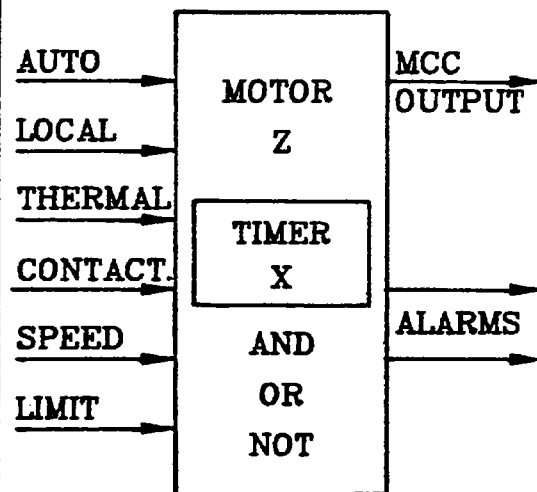 AUTO
LOCAL
THERMAL
CONTACT.
SPEED
LIMIT
MOTOR
Z
TIMER
X
AND
OR
NOT
MCC
OUTPUT
ALARMS